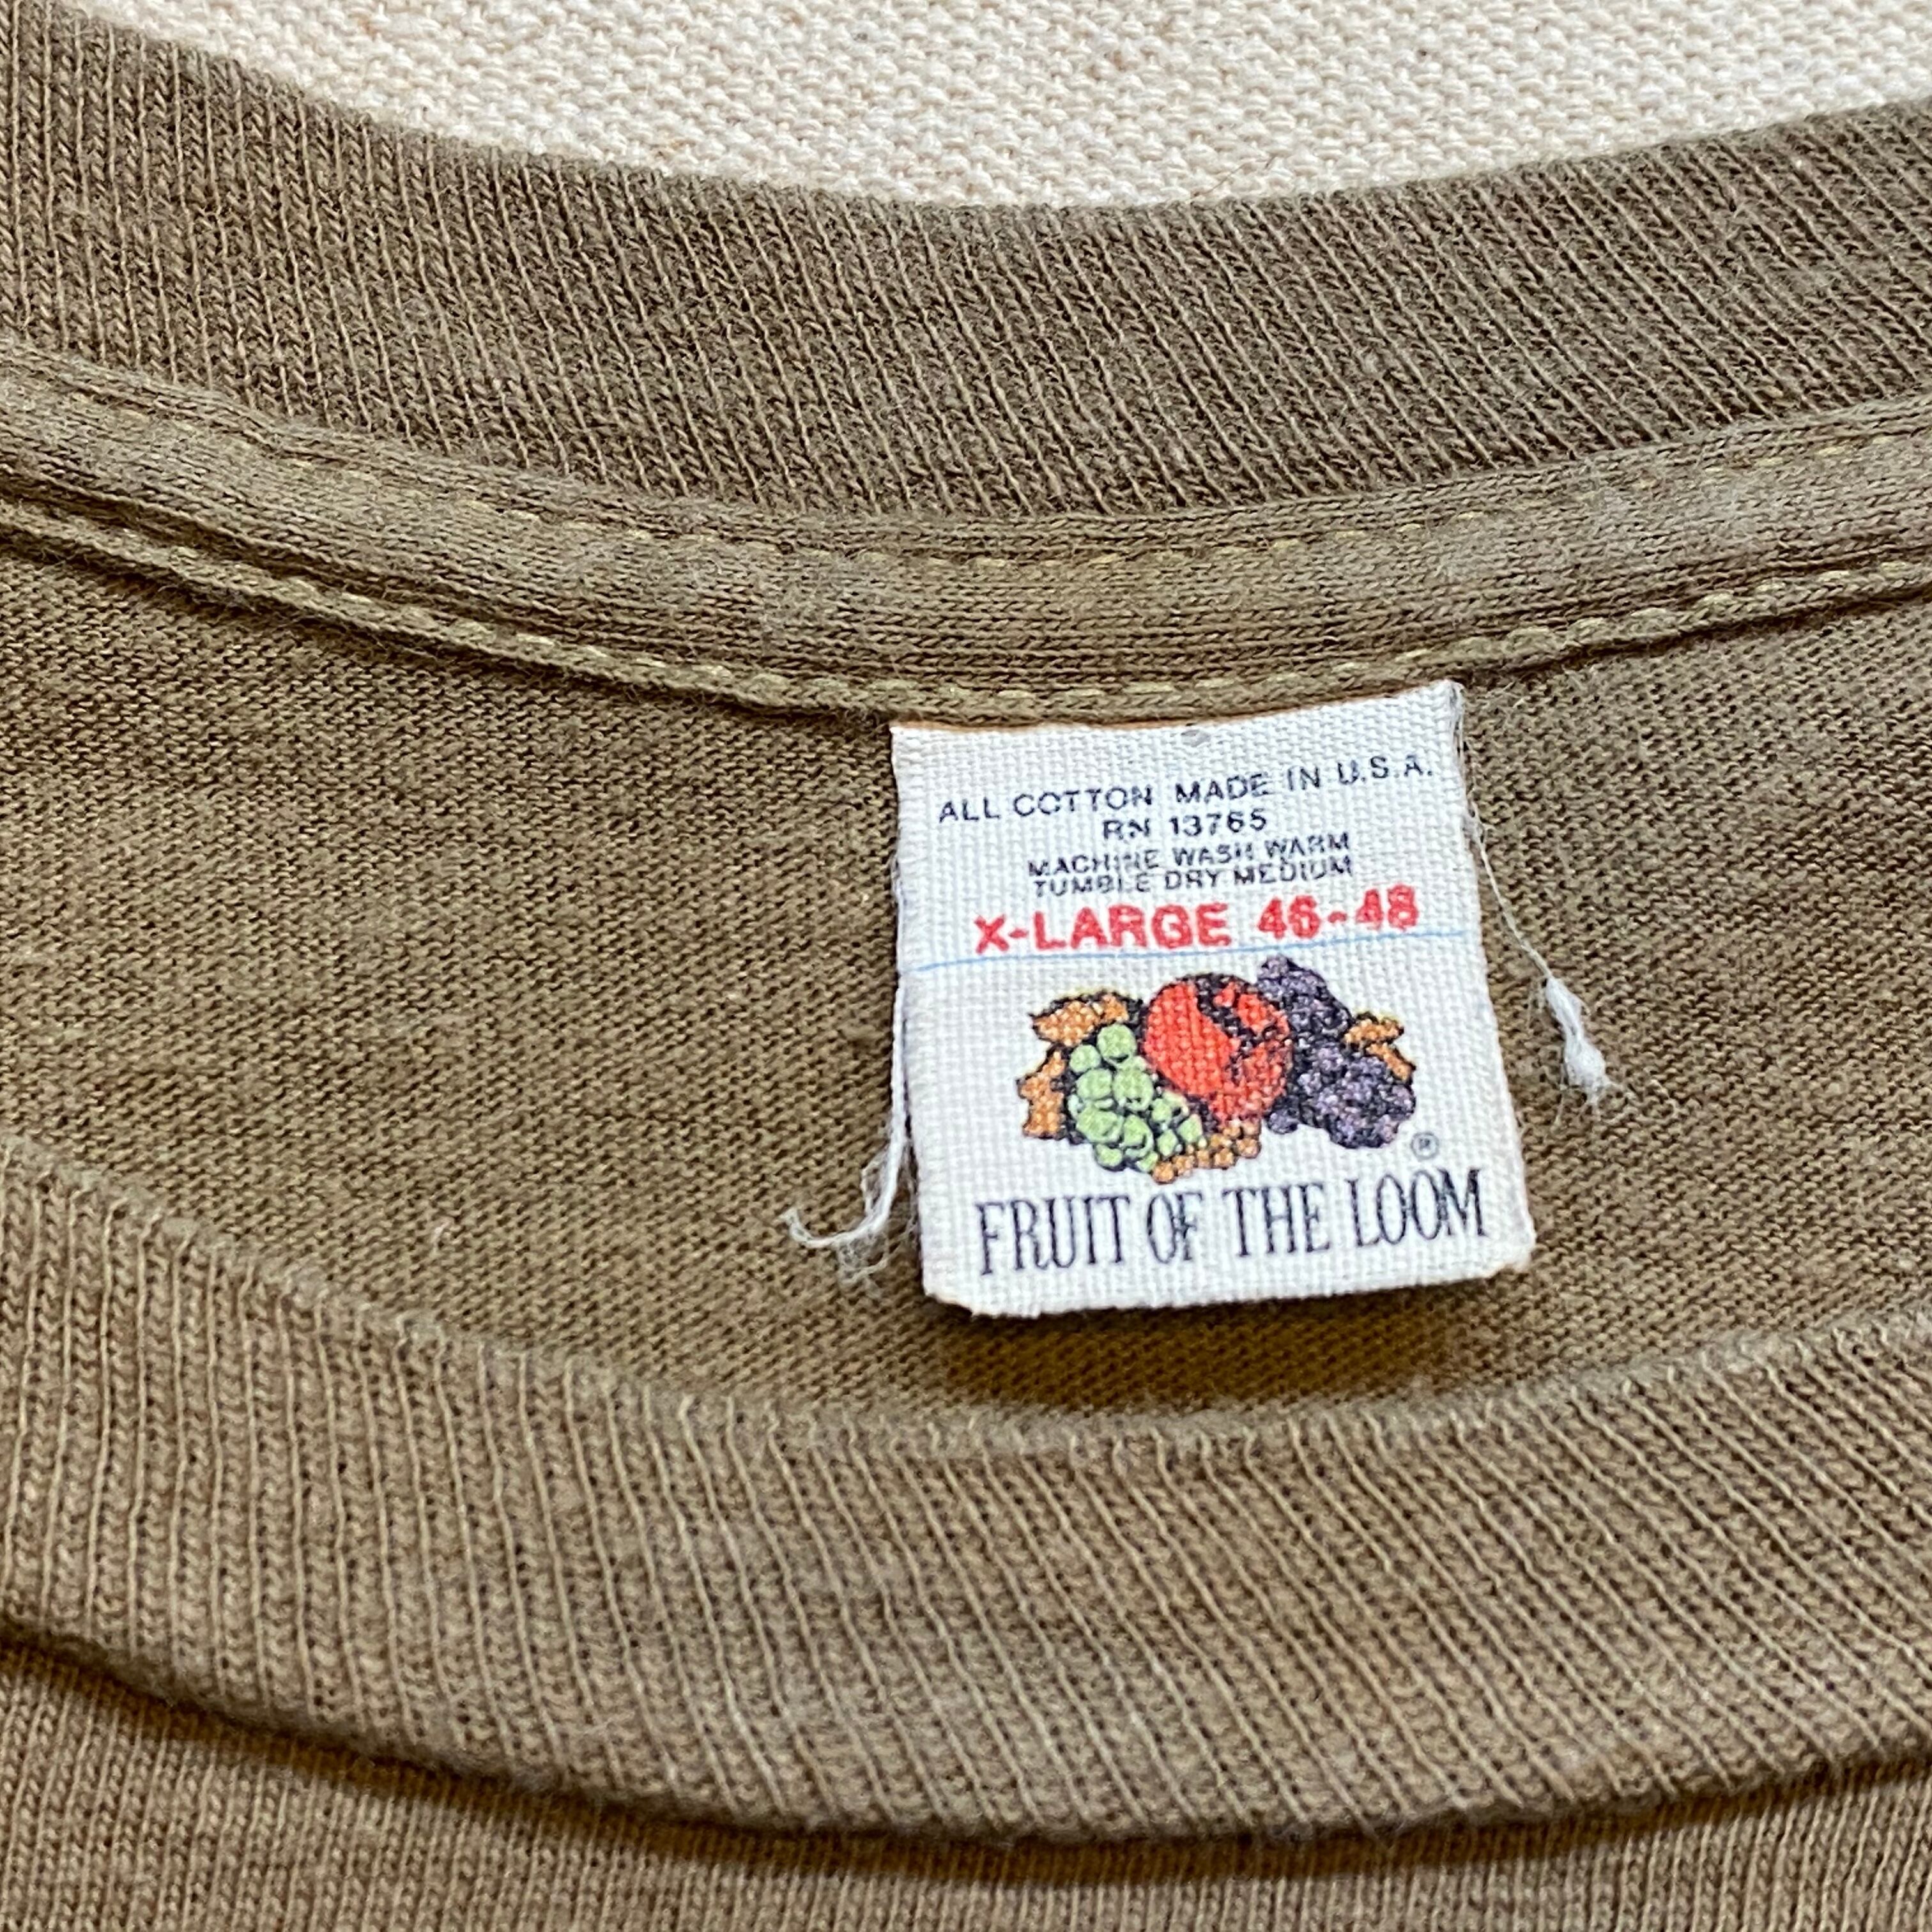 ALL COTTON MADE IN U.S.A.
RN 13765
MACHINE WASH WARM
TUMBLE DRY MEDIUM
X-LARGE 46-48
®
FRUIT OF THE LOOM